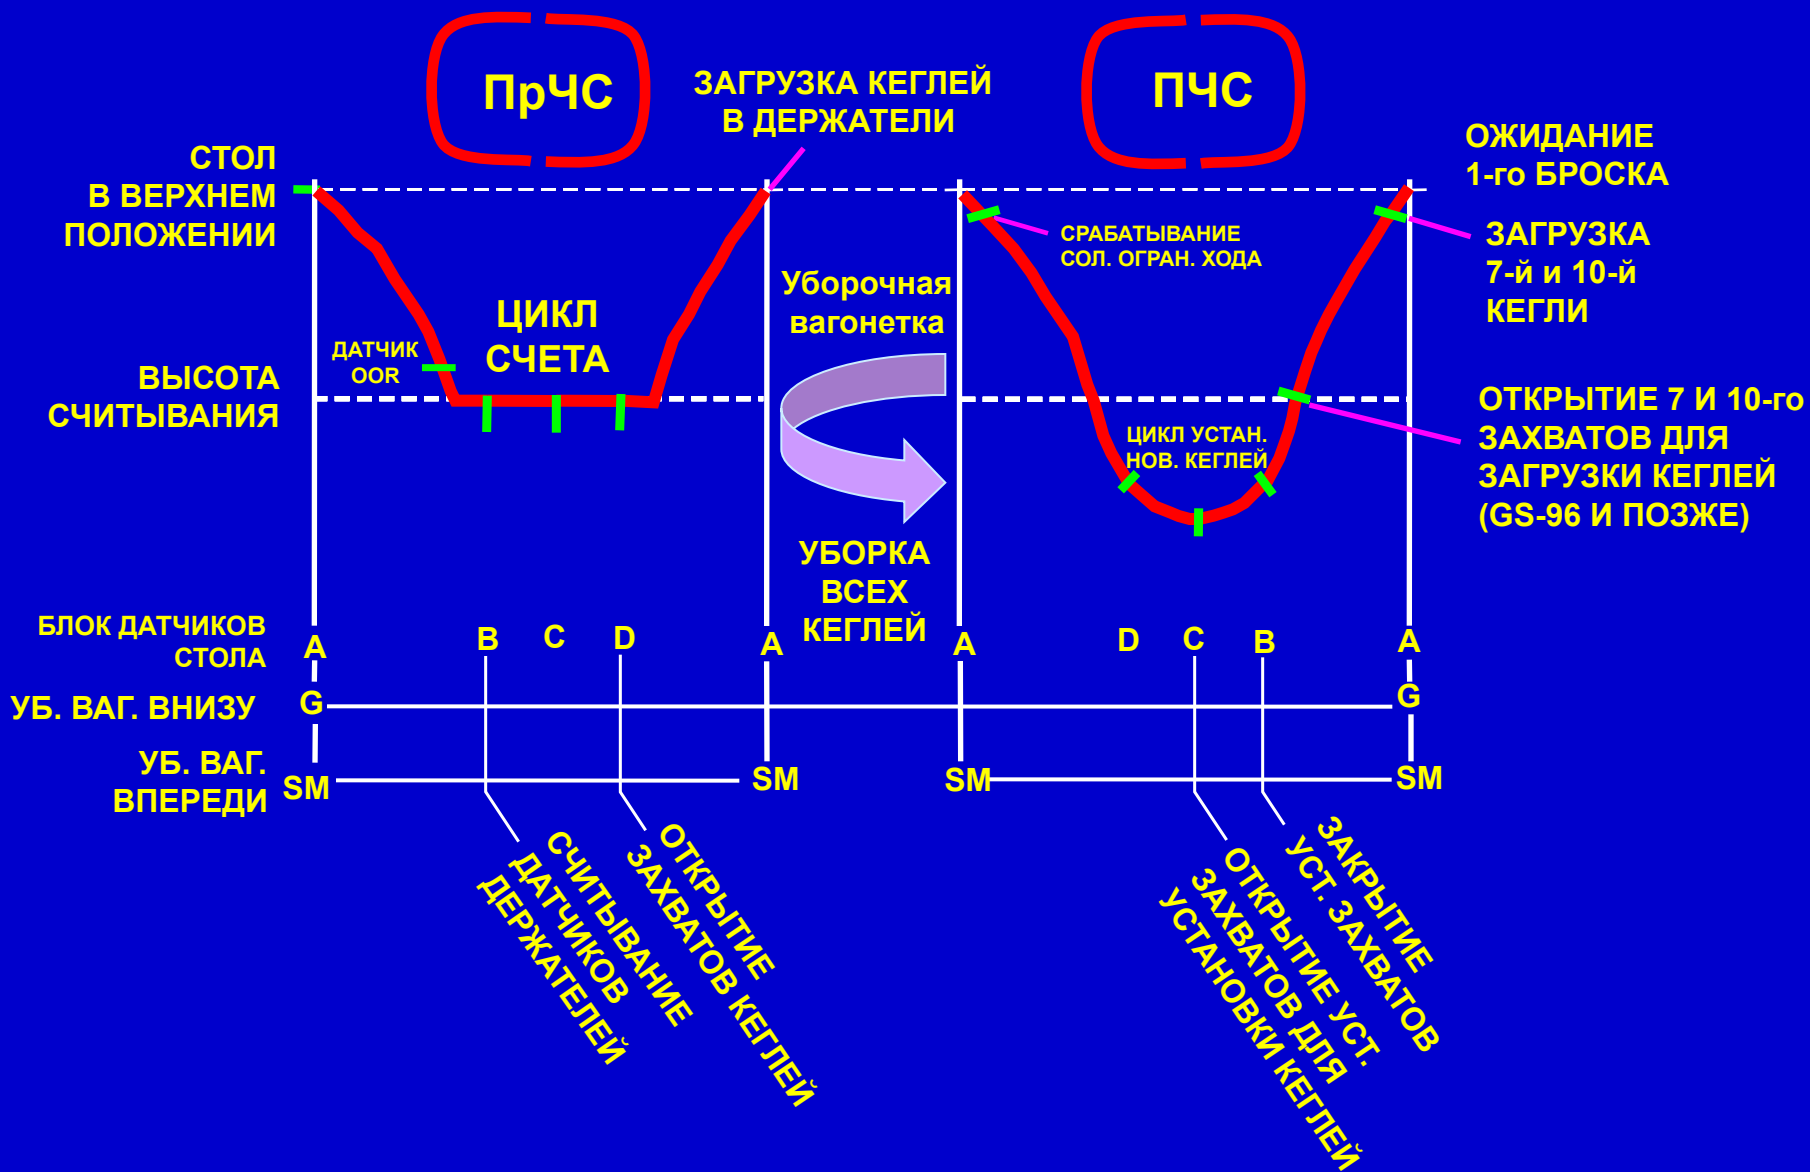 ПрЧС
ПЧС
ЗАГРУЗКА КЕГЛЕЙ
В ДЕРЖАТЕЛИ
СТОЛ
В ВЕРХНЕМ
ПОЛОЖЕНИИ
ОЖИДАНИЕ
1-го БРОСКА
СРАБАТЫВАНИЕ
СОЛ. ОГРАН. ХОДА
ЗАГРУЗКА
7-й и 10-й
КЕГЛИ
Уборочная
вагонетка
ЦИКЛ
СЧЕТА
ДАТЧИК
OOR
ВЫСОТА
СЧИТЫВАНИЯ
ЦИКЛ УСТАН.
НОВ. КЕГЛЕЙ
ОТКРЫТИЕ 7 И 10-го
ЗАХВАТОВ ДЛЯ
ЗАГРУЗКИ КЕГЛЕЙ
(GS-96 И ПОЗЖЕ)
УБОРКА
ВСЕХ
КЕГЛЕЙ
БЛОК ДАТЧИКОВ
СТОЛА
A B C D A A D C B A
УБ. ВАГ. ВНИЗУ
G G
УБ. ВАГ.
ВПЕРЕДИ
SM SM SM SM
СЧИТЫВАНИЕ
ДАТЧИКОВ
ДЕРЖАТЕЛЕЙ
ОТКРЫТИЕ
ЗАХВАТОВ КЕГЛЕЙ
ОТКРЫТИЕ УСТ.
ЗАХВАТОВ ДЛЯ
УСТАНОВКИ КЕГЛЕЙ
ЗАКРЫТИЕ
УСТ. ЗАХВАТОВ